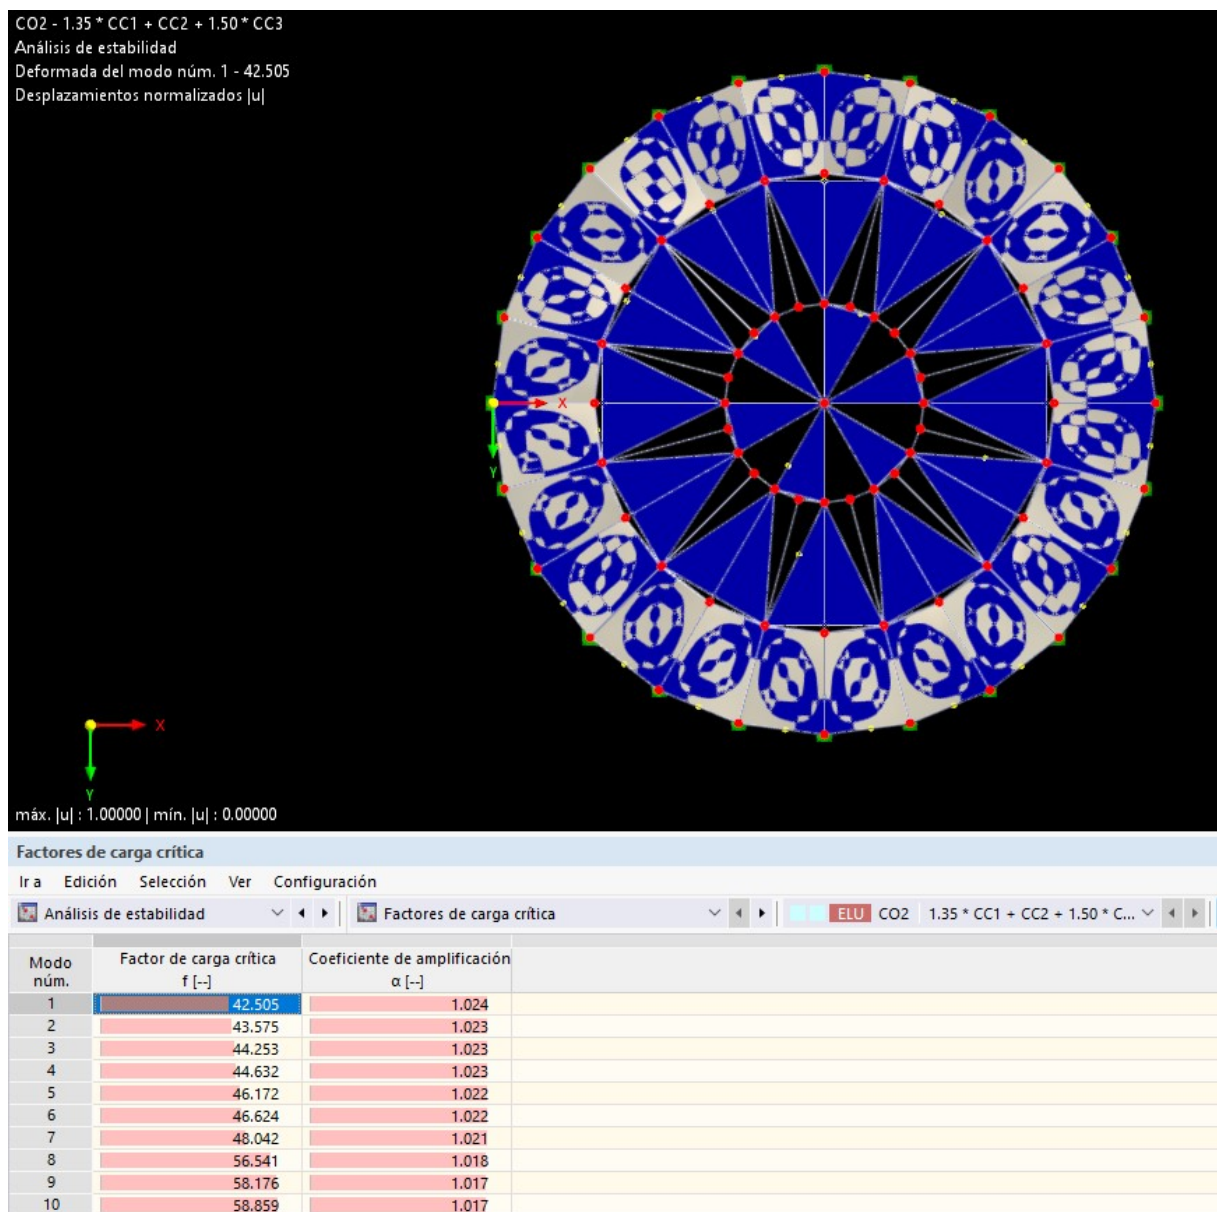 CO2 - 1.35 * CC1 + CC2 + 1.50 * CC3
Análisis de estabilidad
Deformada del modo núm. 1 - 42.505
Desplazamientos normalizados |u|
X
Y
X
Y
máx. |u| : 1.00000 | mín. |u| : 0.00000
Factores de carga crítica
Ir a Edición Selección Ver Configuración
Análisis de estabilidad Factores de carga crítica ELU CO2 1.35 * CC1 + CC2 + 1.50 * C...
Modo Factor de carga crítica Coeficiente de amplificación
núm. f [--] α [--]
1 42.505 1.024
2 43.575 1.023
3 44.253 1.023
4 44.632 1.023
5 46.172 1.022
6 46.624 1.022
7 48.042 1.021
8 56.541 1.018
9 58.176 1.017
10 58.859 1.017